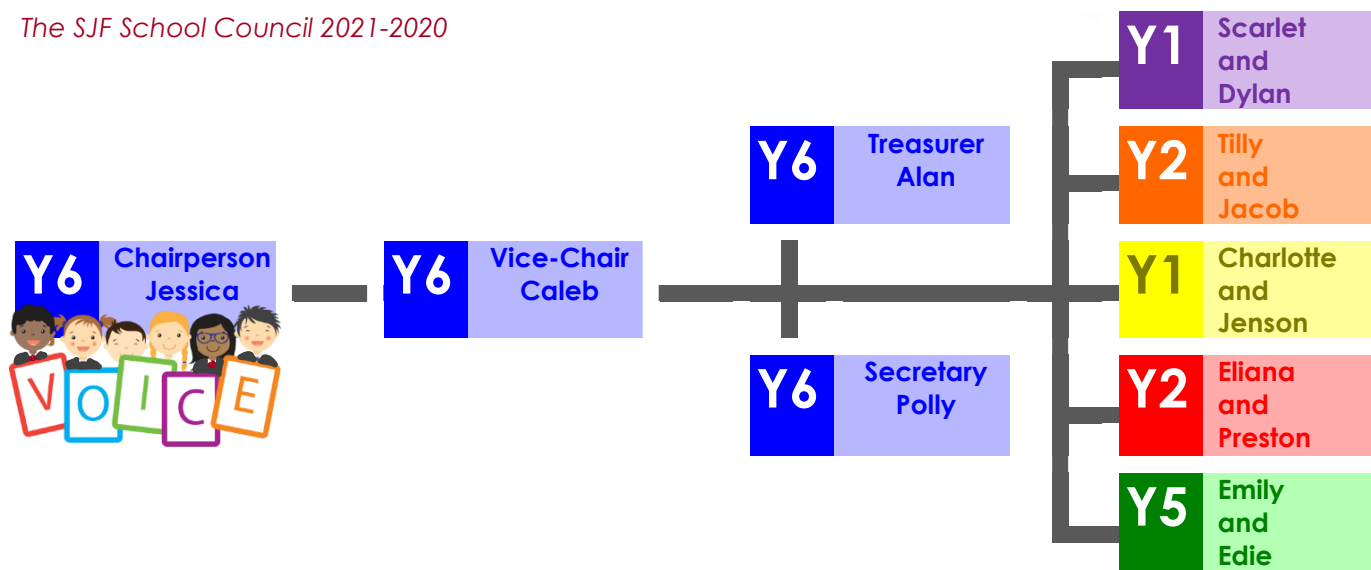 The SJF School Council 2021-2020
Y6
Chairperson
Jessica
VOICE
Y6
Vice-Chair
Caleb
Y6
Treasurer
Alan
Y6
Secretary
Polly
Y1
Scarlet
and
Dylan
Y2
Tilly
and
Jacob
Y1
Charlotte
and
Jenson
Y2
Eliana
and
Preston
Y5
Emily
and
Edie